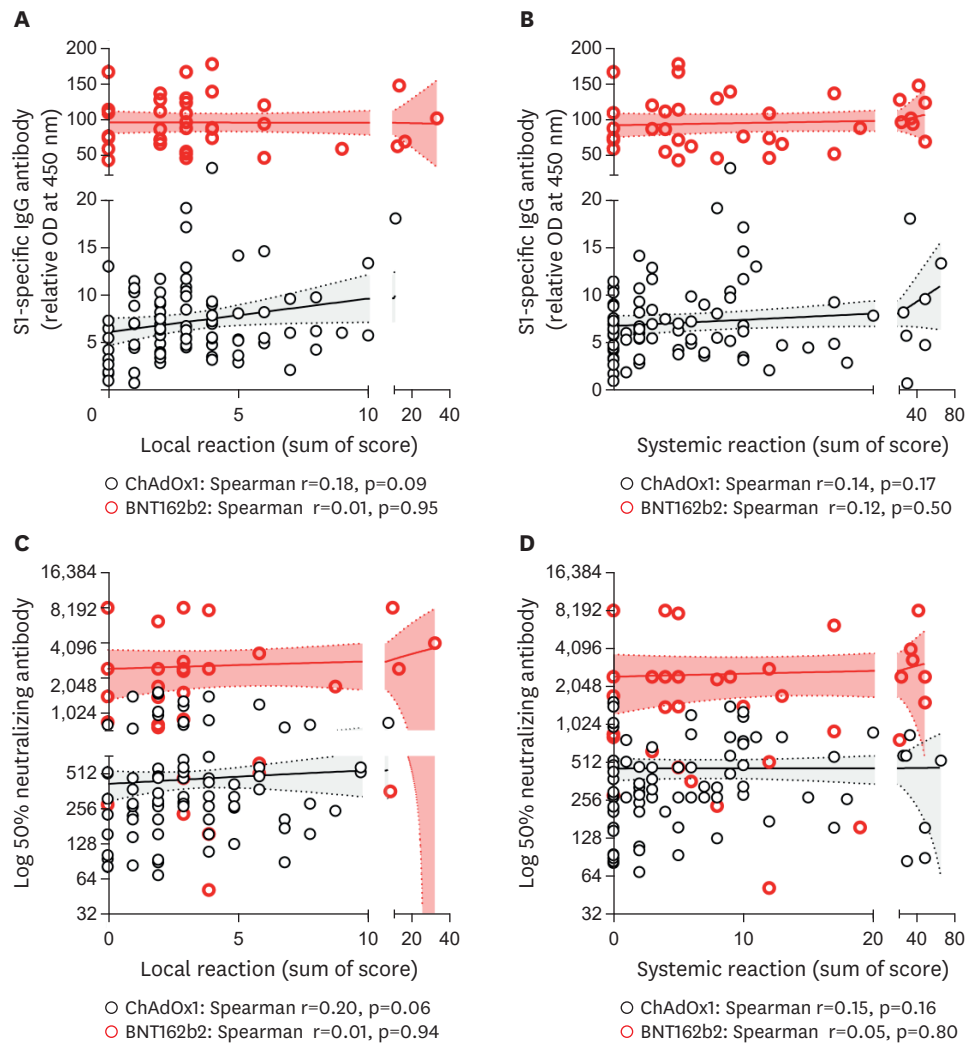 A
S1-specific IgG antibody
(relative OD at 450 nm)
200
150
100
50
20
15
10
5
0
0
5
10
20
40
Local reaction (sum of score)
ChAdOx1: Spearman r=0.18, p=0.09
BNT162b2: Spearman r=0.01, p=0.95
B
S1-specific IgG antibody
(relative OD at 450 nm)
200
150
100
50
20
15
10
5
0
0
10
20
40
80
Systemic reaction (sum of score)
ChAdOx1: Spearman r=0.14, p=0.17
BNT162b2: Spearman r=0.12, p=0.50
C
Log 50% neutralizing antibody
16,384
8,192
4,096
2,048
1,024
512
256
128
64
32
0
5
10
20
40
Local reaction (sum of score)
ChAdOx1: Spearman r=0.20, p=0.06
BNT162b2: Spearman r=0.01, p=0.94
D
Log 50% neutralizing antibody
16,384
8,192
4,096
2,048
1,024
512
256
128
64
32
0
10
20
40
80
Systemic reaction (sum of score)
ChAdOx1: Spearman r=0.15, p=0.16
BNT162b2: Spearman r=0.05, p=0.80